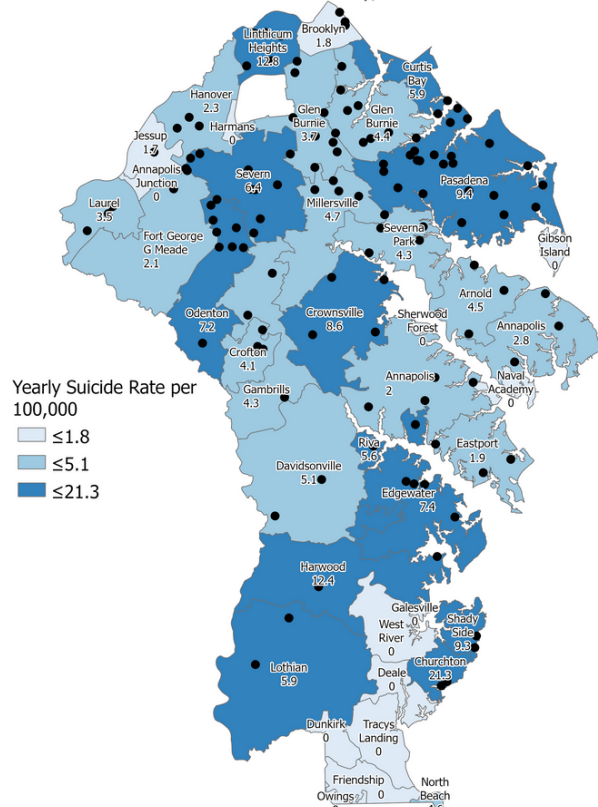 Brooklyn
1.8
Linthicum
Heights
12.8
Curtis
Bay
5.9
Hanover
2.3
Harmans
0
Glen
Burnie
3.7
Glen
Burnie
4.4
Jessup
1.7
Annapolis
Junction
0
Severn
6.4
Pasadena
9.4
Millersville
4.7
Laurel
3.5
Fort George
G Meade
2.1
Severna
Park
4.3
Gibson
Island
0
Arnold
4.5
Odenton
7.2
Crownsville
8.6
Sherwood
Forest
0
Annapolis
2.8
Crofton
4.1
Naval
Academy
0
Annapolis
2
Gambrills
4.3
Yearly Suicide Rate per
100,000
≤1.8
≤5.1
≤21.3
Riva
5.6
Eastport
1.9
Davidsonville
5.1
Edgewater
7.4
Harwood
12.4
Galesville
0
West
River
0
Shady
Side
9.3
Churchton
21.3
Lothian
5.9
Deale
0
Dunkirk
0
Tracys
Landing
0
Friendship
0
Owings
North
Beach